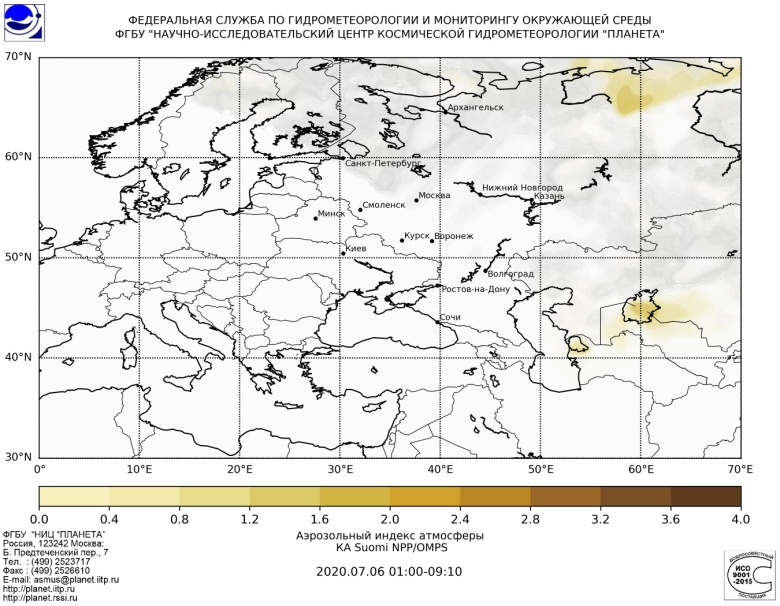 ФЕДЕРАЛЬНАЯ СЛУЖБА ПО ГИДРОМЕТЕОРОЛОГИИ И МОНИТОРИНГУ ОКРУЖАЮЩЕЙ СРЕДЫ
ФГБУ "НАУЧНО-ИССЛЕДОВАТЕЛЬСКИЙ ЦЕНТР КОСМИЧЕСКОЙ ГИДРОМЕТЕОРОЛОГИИ "ПЛАНЕТА"
70°N
Архангельск
60°N
Санкт-Петербург
Нижний Новгород
Москва
Казань
Смоленск
Минск
Курск Воронеж
Киев
50°N
Волгоград
Ростов-на-Дону
Сочи
40°N
30°N
0° 10°E 20°E 30°E 40°E 50°E 60°E 70°E
0.0 0.4 0.8 1.2 1.6 2.0 2.4 2.8 3.2 3.6 4.0
Аэрозольный индекс атмосферы
КА Suomi NPP/OMPS
2020.07.06 01:00-09:10
ФГБУ "НИЦ "ПЛАНЕТА"
Россия, 123242 Москва:
Б. Предтеченский пер., 7
Тел. : (499) 2523717
Факс : (499) 2526610
E-mail: asmus@planet.iitp.ru
http://planet.iitp.ru
http://planet.rssi.ru
ДОБРОСОВЕСТНЫЙ
ИСО
9001
-2015
ПОСТАВЩИК